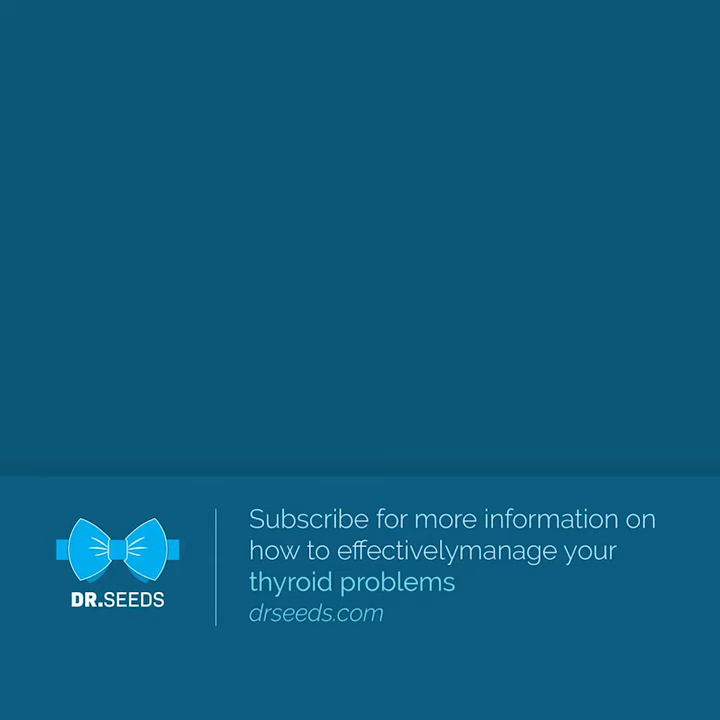 Subscribe for more information on
how to effectivelymanage your
thyroid problems
drseeds.com
DR.SEEDS